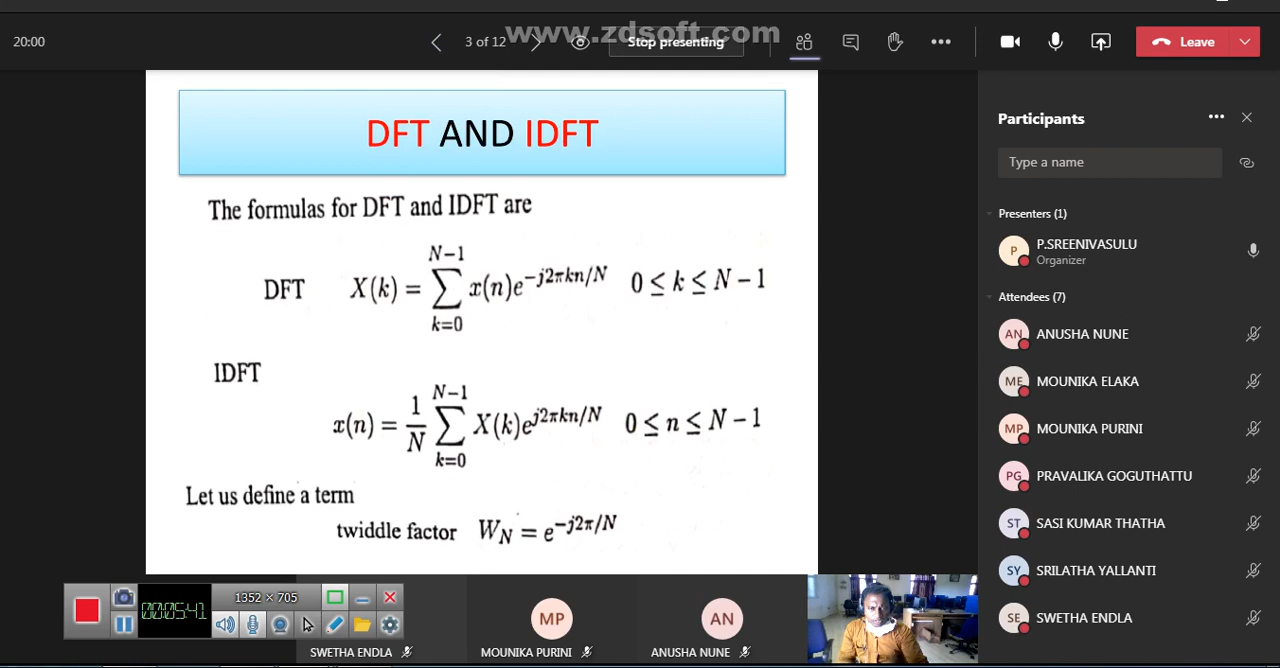 www.zdsoft.com
20:00
3 of 12
Stop presenting
Leave
DFT AND IDFT
The formulas for DFT and IDFT are
DFT X(k) = ∑_{k=0}^{N−1} x(n)e^{−j2πkn/N} 0 ≤ k ≤ N − 1
IDFT
x(n) = 1/N ∑_{k=0}^{N−1} X(k)e^{j2πkn/N} 0 ≤ n ≤ N − 1
Let us define a term
twiddle factor W_N = e^{−j2π/N}
Participants
Type a name
Presenters (1)
P
P.SREENIVASULU
Organizer
Attendees (7)
AN ANUSHA NUNE
ME MOUNIKA ELAKA
MP MOUNIKA PURINI
PG PRAVALIKA GOGUTHATTU
ST SASI KUMAR THATHA
SY SRILATHA YALLANTI
SE SWETHA ENDLA
1352 × 705
00:05:41
MP
AN
SWETHA ENDLA
MOUNIKA PURINI
ANUSHA NUNE